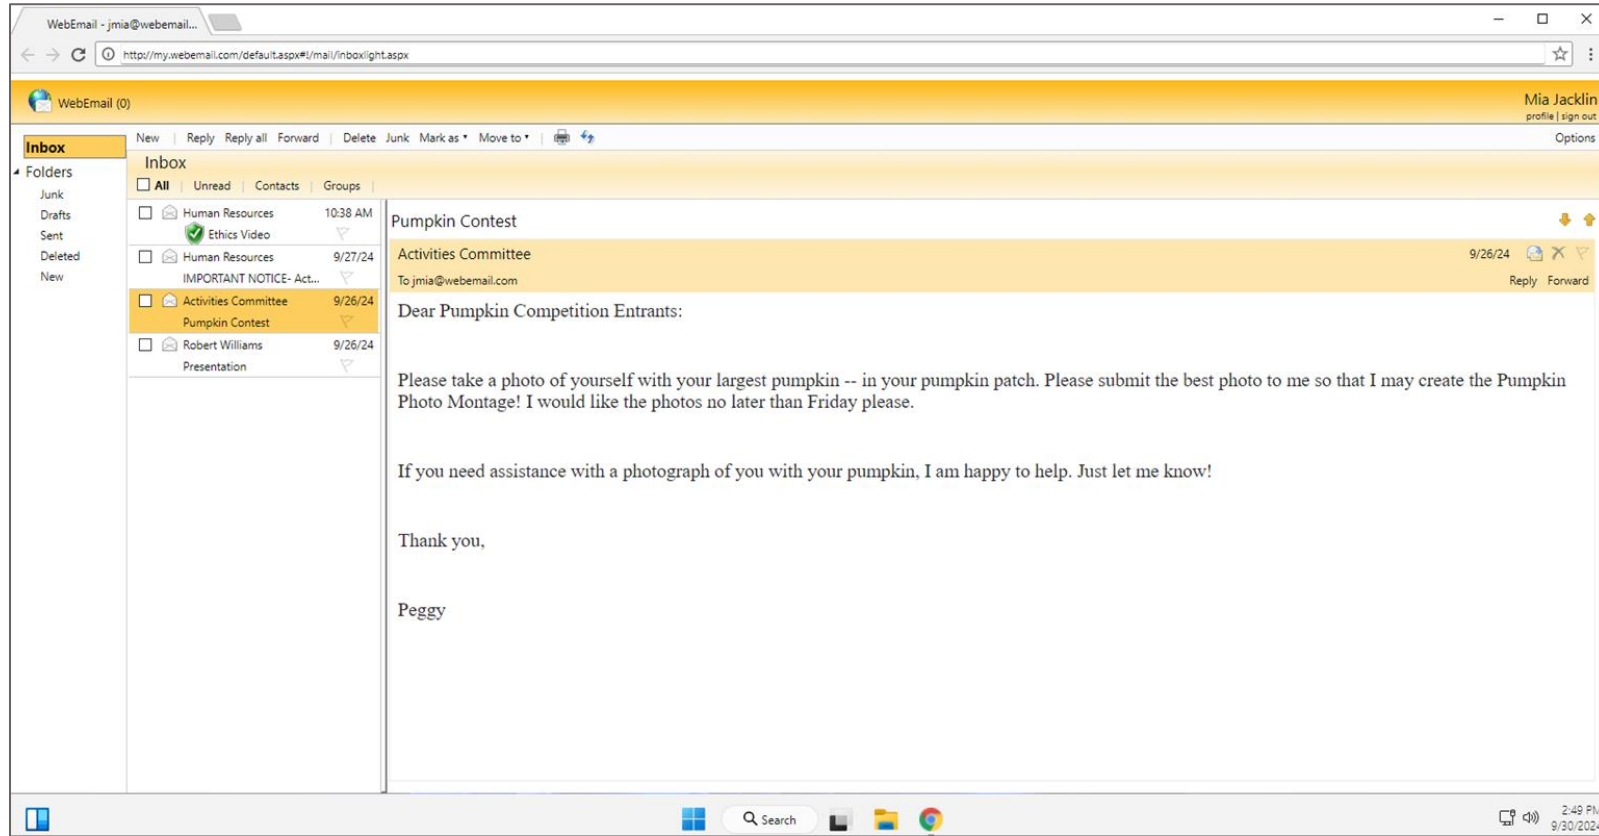 WebEmail - jmia@webemail...
http://my.webemail.com/default.aspx#!/mail/inboxlight.aspx
WebEmail (0)
Mia Jacklin
profile | sign out
New | Reply Reply all Forward | Delete Junk Mark as Move to
Options
Inbox
Folders
Junk
Drafts
Sent
Deleted
New
Inbox
All | Unread | Contacts | Groups |
Human Resources 10:38 AM
Ethics Video
Human Resources 9/27/24
IMPORTANT NOTICE- Act...
Activities Committee 9/26/24
Pumpkin Contest
Robert Williams 9/26/24
Presentation
Pumpkin Contest
Activities Committee 9/26/24
To jmia@webemail.com
Reply Forward
Dear Pumpkin Competition Entrants:
Please take a photo of yourself with your largest pumpkin -- in your pumpkin patch. Please submit the best photo to me so that I may create the Pumpkin
Photo Montage! I would like the photos no later than Friday please.
If you need assistance with a photograph of you with your pumpkin, I am happy to help. Just let me know!
Thank you,
Peggy
Search
2:49 PM
9/30/2024